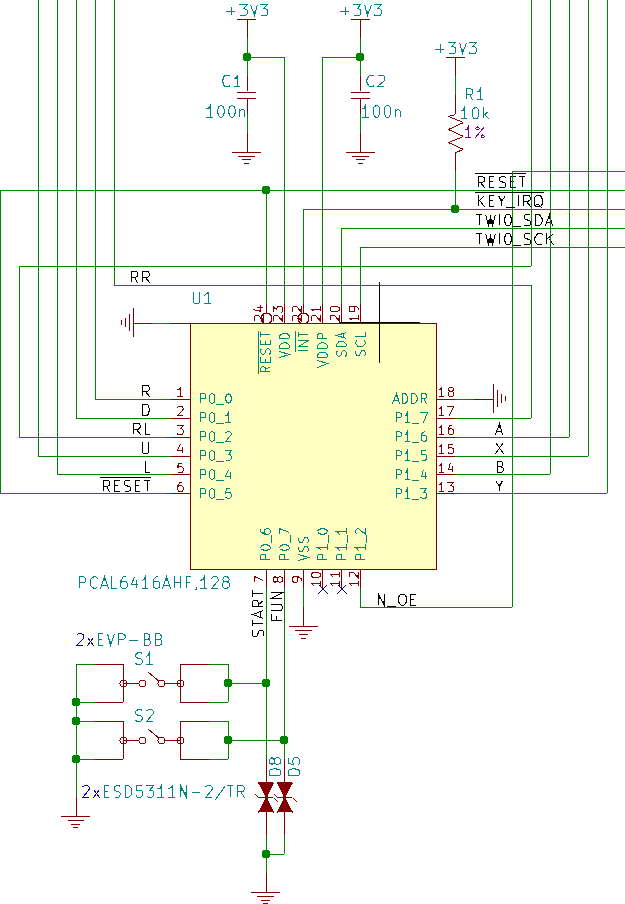 +3V3
+3V3
+3V3
C1
100n
C2
100n
R1
10k
1%
RESET
KEY_IRQ
TWI0_SDA
TWI0_SCK
RR
U1
24 23 22 21 20 19
RESET VDD INT VDDP SDA SCL
R 1 P0_0
D 2 P0_1
RL 3 P0_2
U 4 P0_3
L 5 P0_4
RESET 6 P0_5
ADDR 18
P1_7 17
P1_6 16 A
P1_5 15 X
P1_4 14 B
P1_3 13 Y
P0_6 P0_7 VSS P1_0 P1_1 P1_2
7 8 9 10 11 12
PCAL6416AHF,128
START
FUN
N_OE
2xEVP-BB
S1
S2
D8
D5
2xESD5311N-2/TR